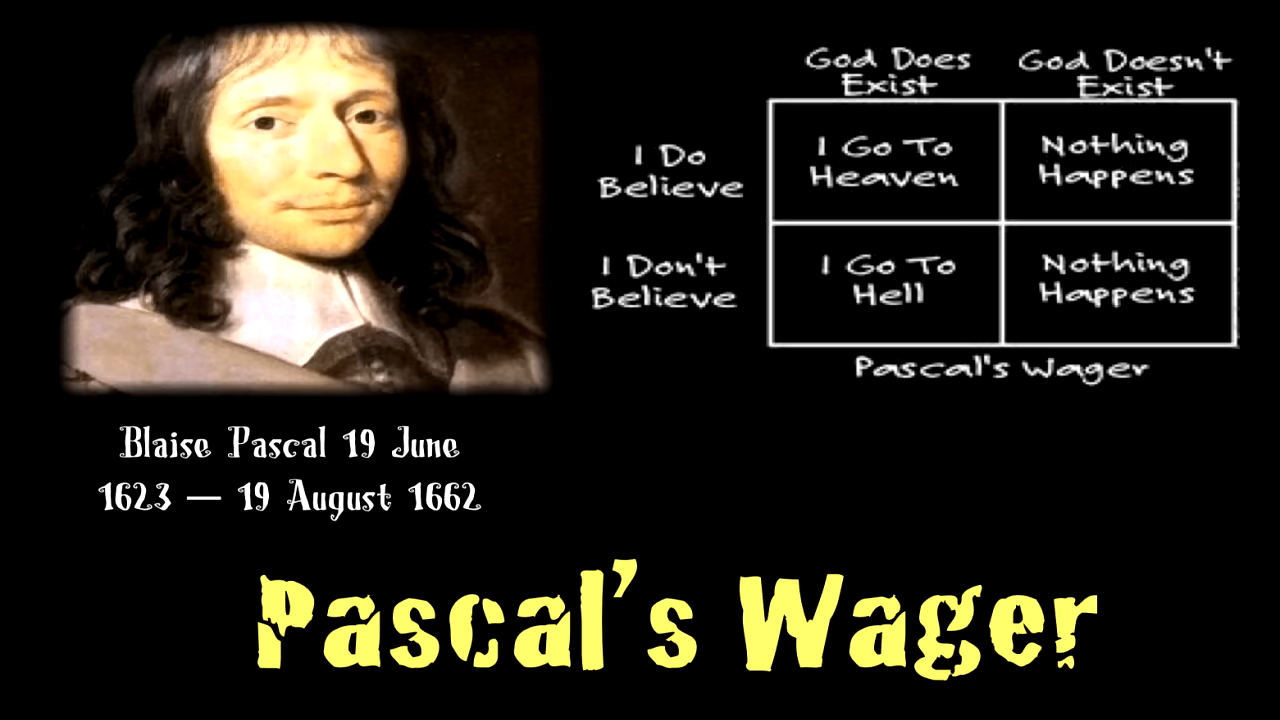 God Does
Exist
God Doesn't
Exist
I Do
Believe
I Go To
Heaven
Nothing
Happens
I Don't
Believe
I Go To
Hell
Nothing
Happens
Pascal's Wager
Blaise Pascal 19 June
1623 — 19 August 1662
Pascal's Wager